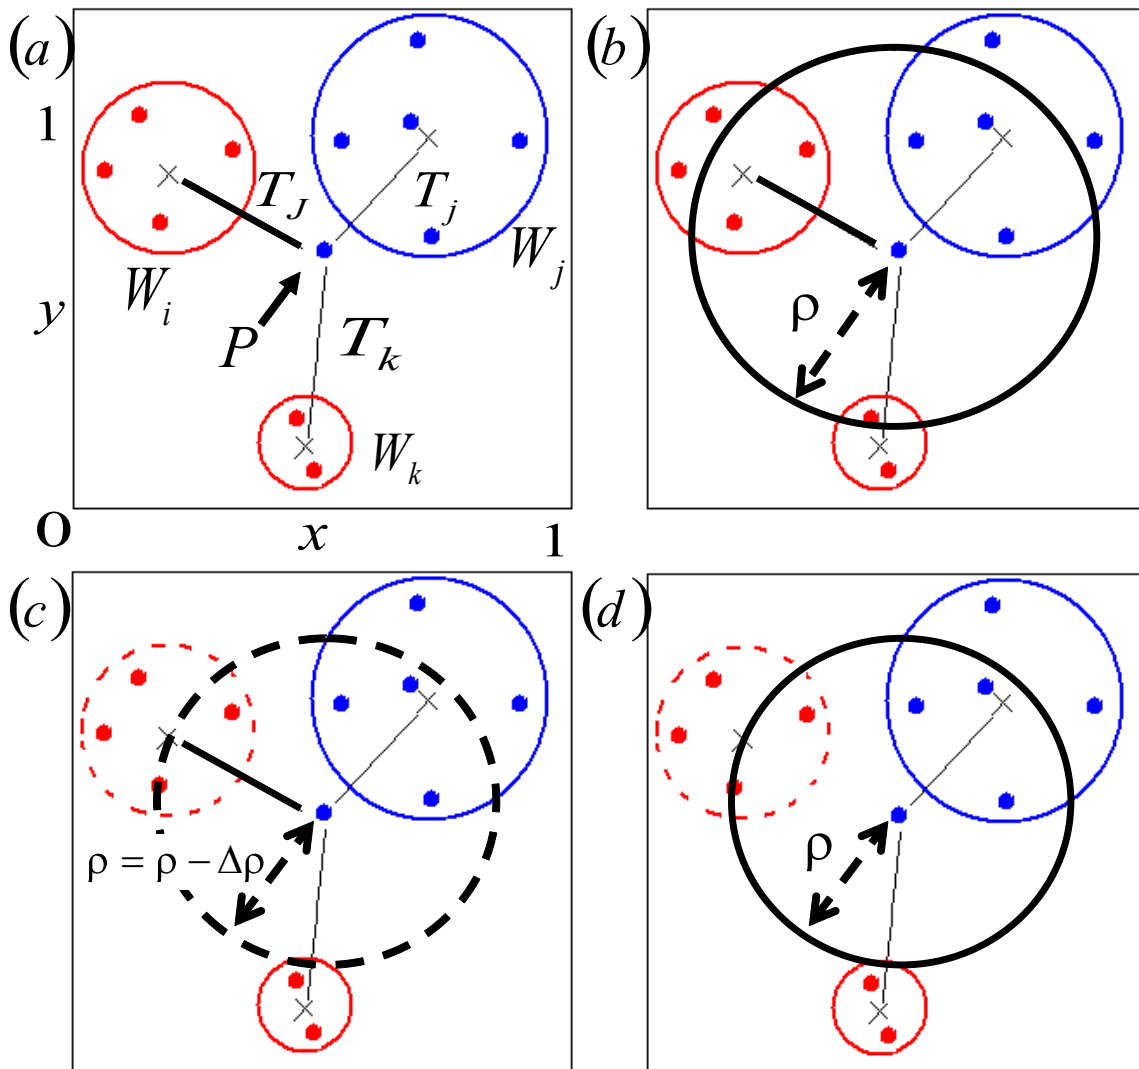 (a)
(b)
1
T_J
T_j
W_i
W_j
y
P
T_k
ρ
W_k
O
x
1
(c)
(d)
ρ = ρ − Δρ
ρ